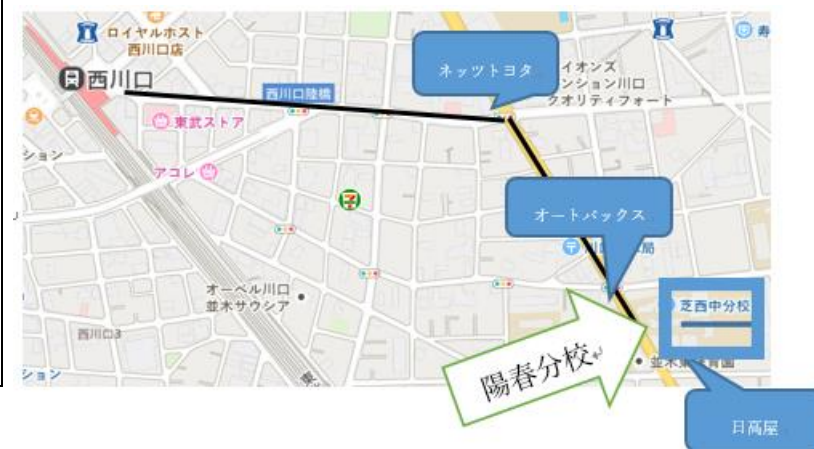 ロイヤルホスト
西川口店
寿
西川口
西川口陸橋
ネッツトヨタ
イオンズ
ンション川口
クオリティフォート
東武ストア
ション
アコレ
オートバックス
局
オーベル川口
並木サウシア
芝西中分校
西川口3
陽春分校
ション
日高屋